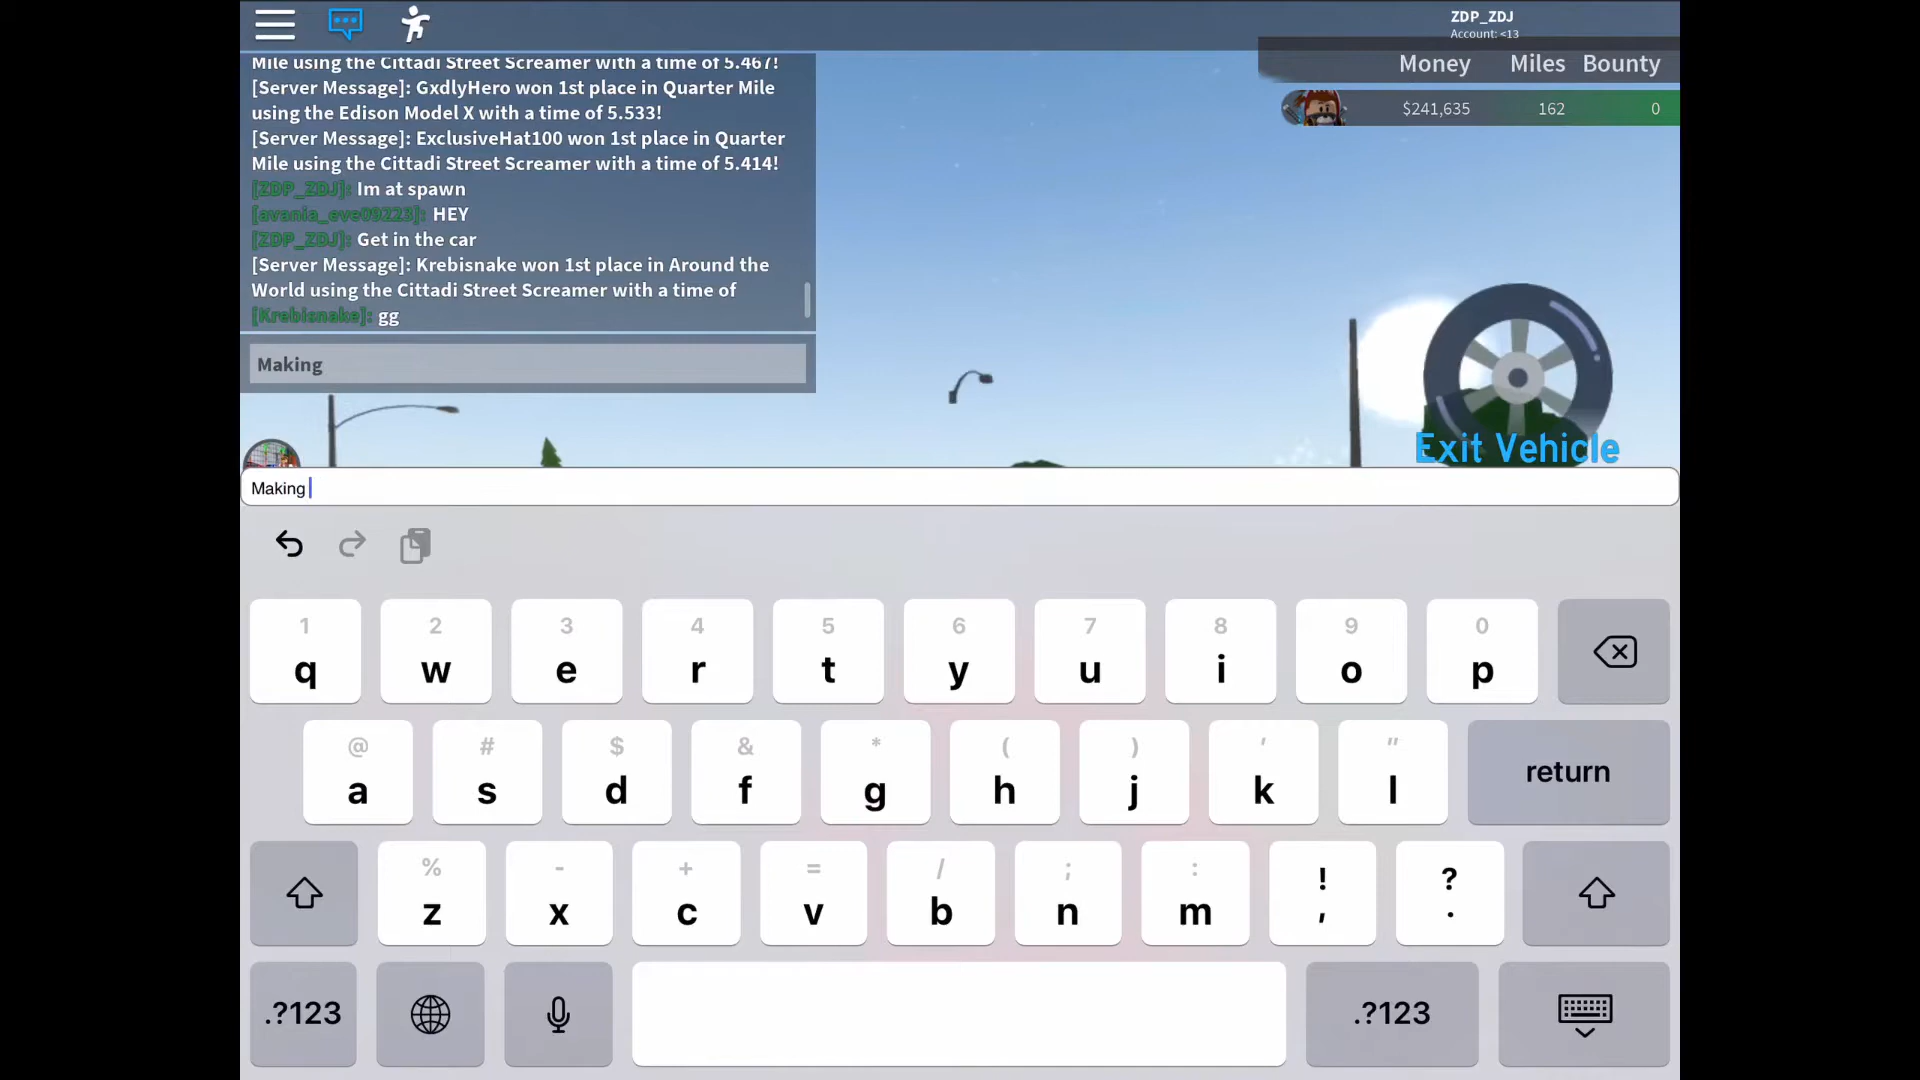 ZDP_ZDJ
Account: <13
Money Miles Bounty
$241,635 162 0
Mile using the Cittadi Street Screamer with a time of 5.467!
[Server Message]: GxdlyHero won 1st place in Quarter Mile
using the Edison Model X with a time of 5.533!
[Server Message]: ExclusiveHat100 won 1st place in Quarter
Mile using the Cittadi Street Screamer with a time of 5.414!
[ZDP_ZDJ]: Im at spawn
[avania_eve09223]: HEY
[ZDP_ZDJ]: Get in the car
[Server Message]: Krebisnake won 1st place in Around the
World using the Cittadi Street Screamer with a time of
[Krebisnake]: gg
Making
Exit Vehicle
Making
1 2 3 4 5 6 7 8 9 0
q w e r t y u i o p
@ # $ & * ( ) ' "
a s d f g h j k l return
% - + = / ; : ! ?
z x c v b n m , .
.?123 .?123